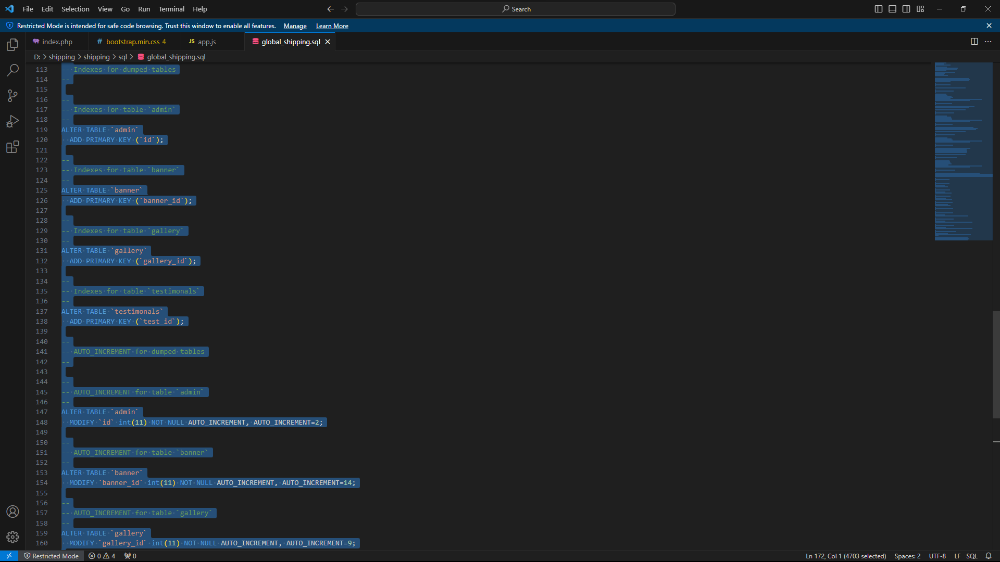 File Edit Selection View Go Run Terminal Help
Search
Restricted Mode is intended for safe code browsing. Trust this window to enable all features. Manage Learn More
index.php
# bootstrap.min.css 4
JS app.js
global_shipping.sql
D: > shipping > shipping > sql > global_shipping.sql
113 -- Indexes for dumped tables
114 --
115
116 --
117 -- Indexes for table `admin`
118 --
119 ALTER TABLE `admin`
120 ADD PRIMARY KEY (`id`);
121
122 --
123 -- Indexes for table `banner`
124 --
125 ALTER TABLE `banner`
126 ADD PRIMARY KEY (`banner_id`);
127
128 --
129 -- Indexes for table `gallery`
130 --
131 ALTER TABLE `gallery`
132 ADD PRIMARY KEY (`gallery_id`);
133
134 --
135 -- Indexes for table `testimonals`
136 --
137 ALTER TABLE `testimonals`
138 ADD PRIMARY KEY (`test_id`);
139
140 --
141 -- AUTO_INCREMENT for dumped tables
142 --
143
144 --
145 -- AUTO_INCREMENT for table `admin`
146 --
147 ALTER TABLE `admin`
148 MODIFY `id` int(11) NOT NULL AUTO_INCREMENT, AUTO_INCREMENT=2;
149
150 --
151 -- AUTO_INCREMENT for table `banner`
152 --
153 ALTER TABLE `banner`
154 MODIFY `banner_id` int(11) NOT NULL AUTO_INCREMENT, AUTO_INCREMENT=14;
155
156 --
157 -- AUTO_INCREMENT for table `gallery`
158 --
159 ALTER TABLE `gallery`
160 MODIFY `gallery_id` int(11) NOT NULL AUTO_INCREMENT, AUTO_INCREMENT=9;
Restricted Mode 0 4 0 Ln 172, Col 1 (4703 selected) Spaces: 2 UTF-8 LF SQL